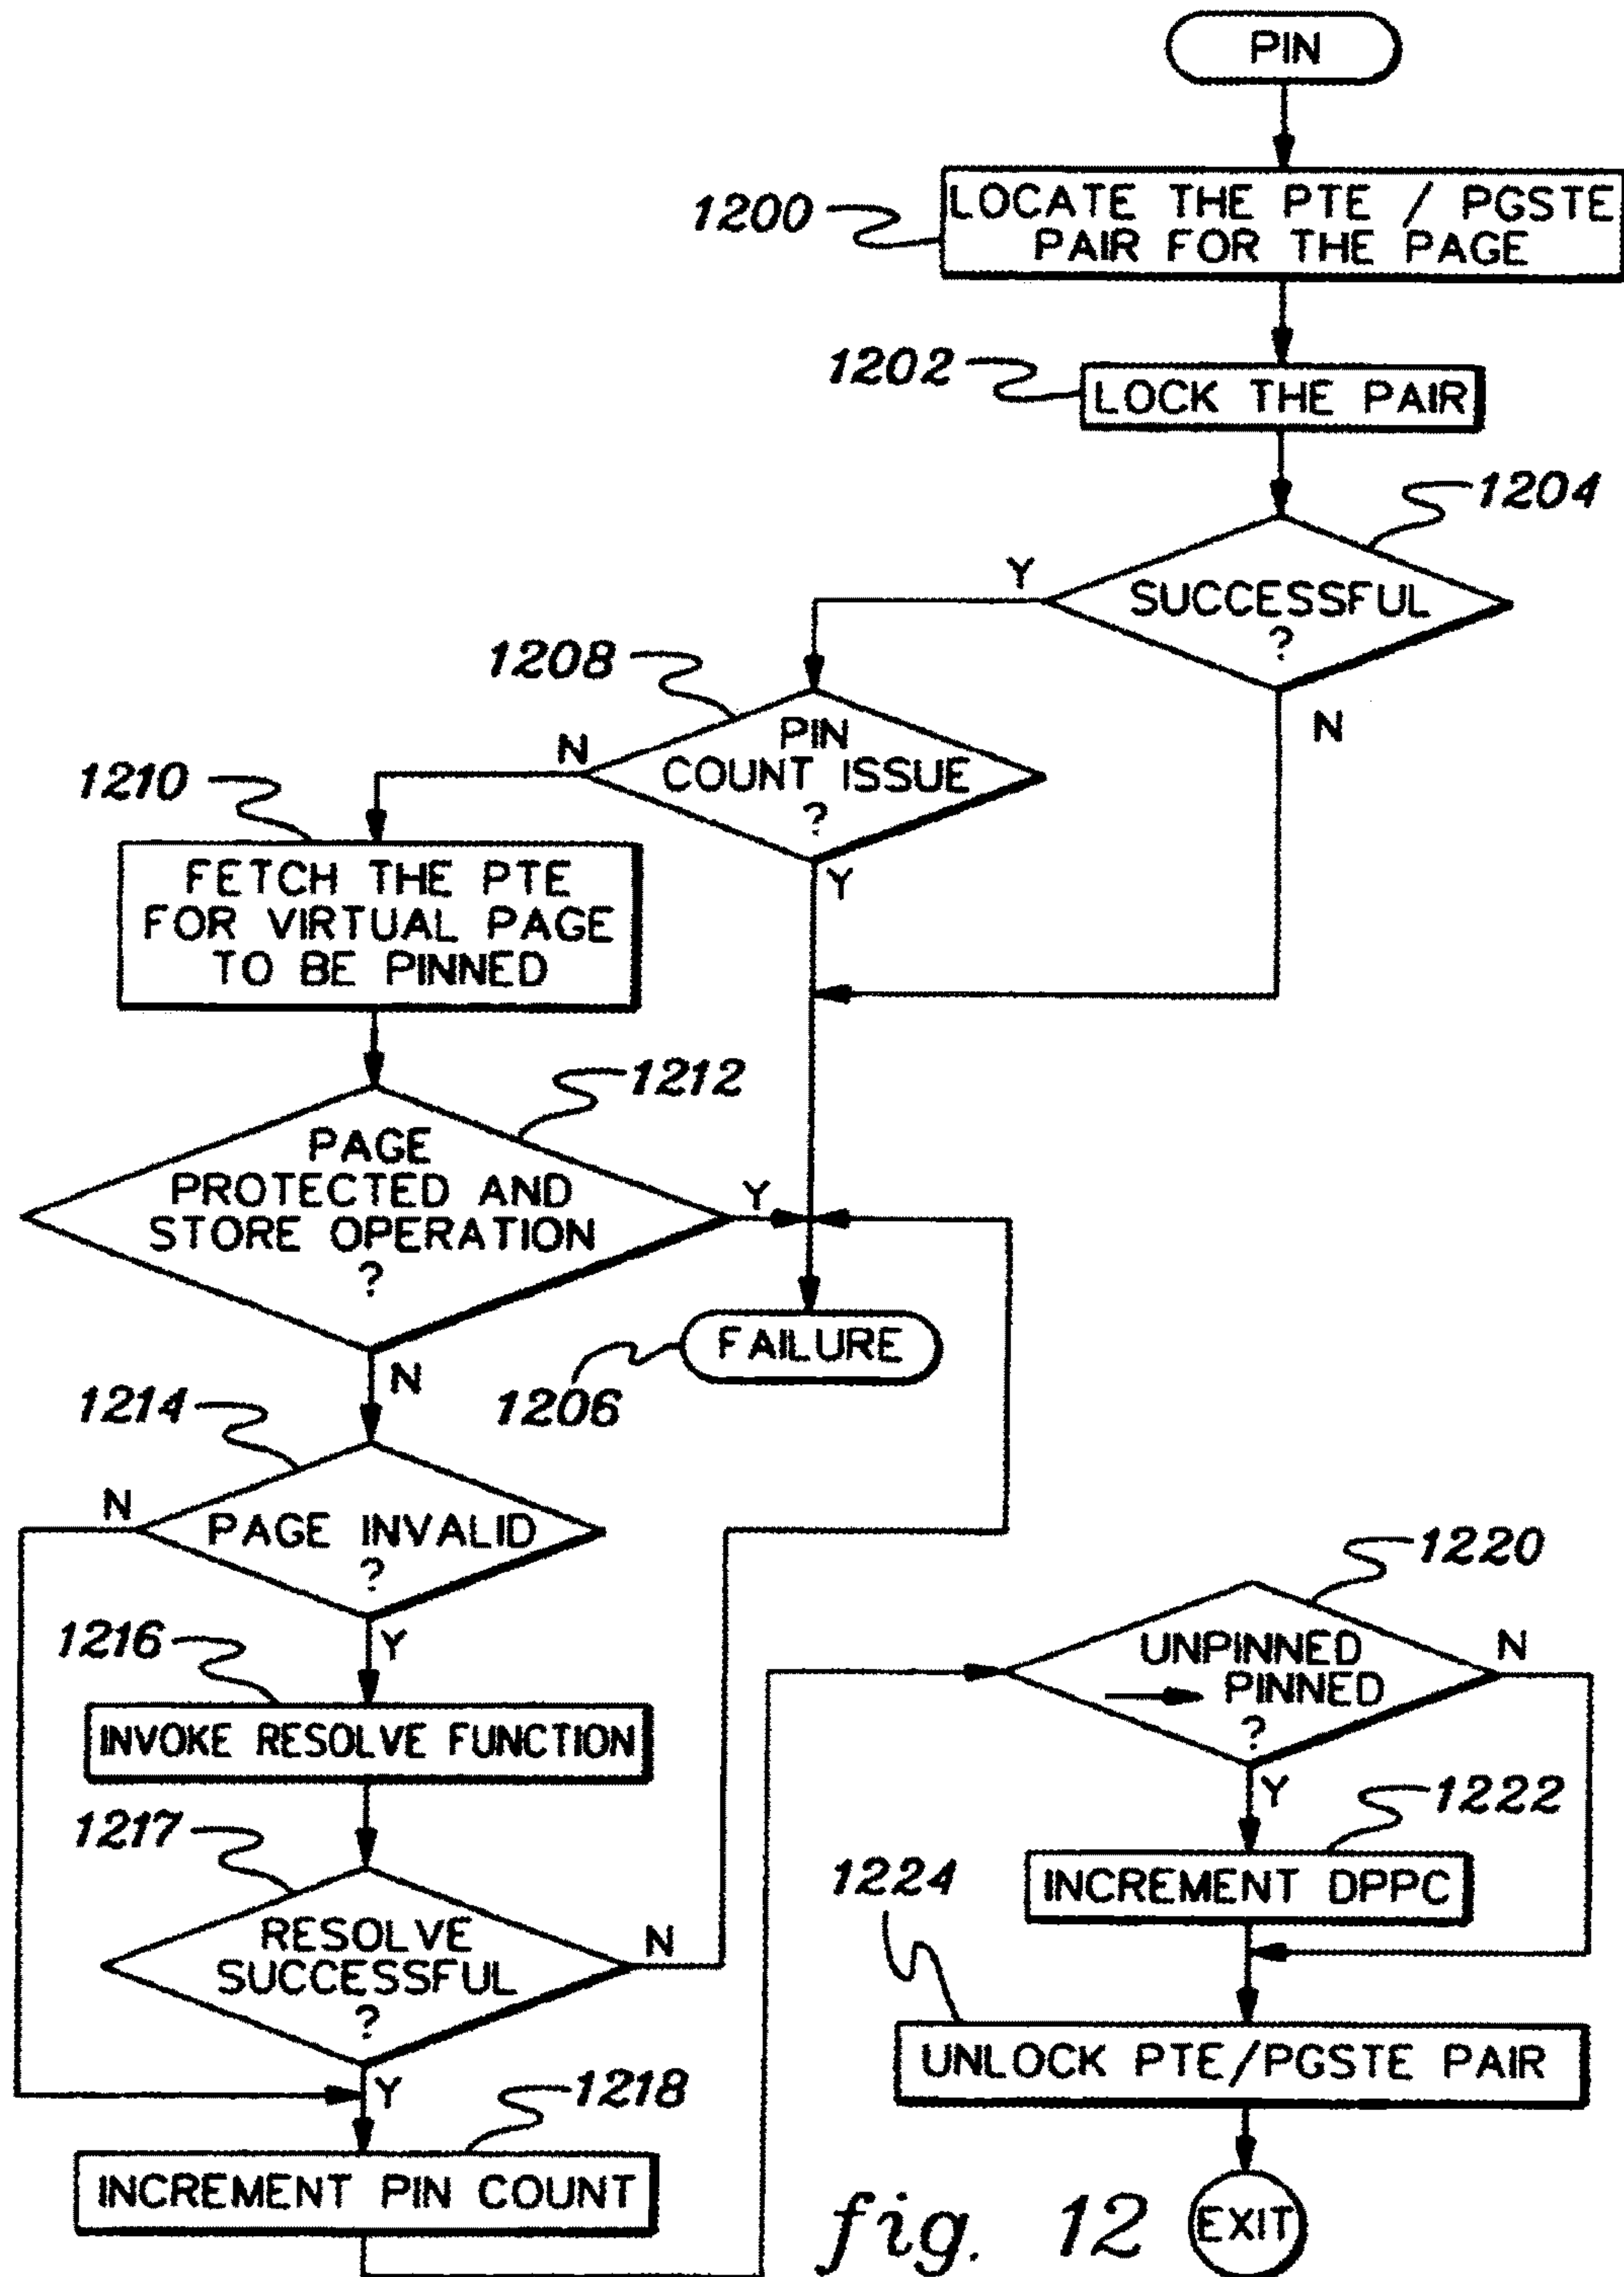 PIN
1200
LOCATE THE PTE / PGSTE
PAIR FOR THE PAGE
1202
LOCK THE PAIR
1204
SUCCESSFUL
?
Y
N
1208
PIN
COUNT ISSUE
?
N
Y
1210
FETCH THE PTE
FOR VIRTUAL PAGE
TO BE PINNED
1212
PAGE
PROTECTED AND
STORE OPERATION
?
Y
N
FAILURE
1206
1214
PAGE INVALID
?
N
Y
1216
INVOKE RESOLVE FUNCTION
1217
RESOLVE
SUCCESSFUL
?
N
Y
1218
INCREMENT PIN COUNT
1220
UNPINNED
→ PINNED
?
N
Y
1222
INCREMENT DPPC
1224
UNLOCK PTE/PGSTE PAIR
EXIT
fig. 12